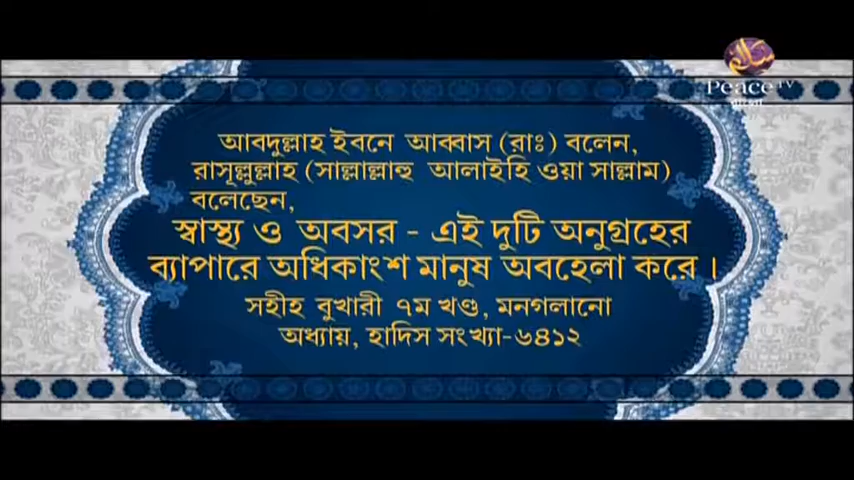 Peace TV
বাংলা
আবদুল্লাহ ইবনে আব্বাস (রাঃ) বলেন,
রাসূলুল্লাহ (সাল্লাল্লাহু আলাইহি ওয়া সাল্লাম)
বলেছেন,
স্বাস্থ্য ও অবসর - এই দুটি অনুগ্রহের
ব্যাপারে অধিকাংশ মানুষ অবহেলা করে ।
সহীহ বুখারী ৭ম খণ্ড, মনগলানো
অধ্যায়, হাদিস সংখ্যা-৬৪১২